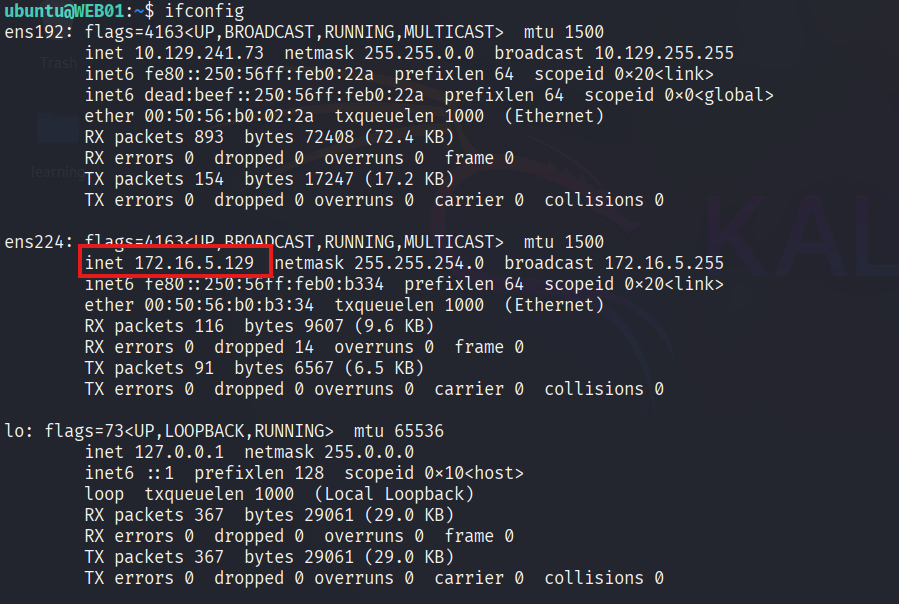 ubuntu@WEB01:~$ ifconfig
ens192: flags=4163<UP,BROADCAST,RUNNING,MULTICAST>  mtu 1500
        inet 10.129.241.73  netmask 255.255.0.0  broadcast 10.129.255.255
        inet6 fe80::250:56ff:feb0:22a  prefixlen 64  scopeid 0×20<link>
        inet6 dead:beef::250:56ff:feb0:22a  prefixlen 64  scopeid 0×0<global>
        ether 00:50:56:b0:02:2a  txqueuelen 1000  (Ethernet)
        RX packets 893  bytes 72408 (72.4 KB)
        RX errors 0  dropped 0  overruns 0  frame 0
        TX packets 154  bytes 17247 (17.2 KB)
        TX errors 0  dropped 0 overruns 0  carrier 0  collisions 0
Trash
learning
KAL
ens224: flags=4163<UP,BROADCAST,RUNNING,MULTICAST>  mtu 1500
        inet 172.16.5.129  netmask 255.255.254.0  broadcast 172.16.5.255
        inet6 fe80::250:56ff:feb0:b334  prefixlen 64  scopeid 0×20<link>
        ether 00:50:56:b0:b3:34  txqueuelen 1000  (Ethernet)
        RX packets 116  bytes 9607 (9.6 KB)
        RX errors 0  dropped 14  overruns 0  frame 0
        TX packets 91  bytes 6567 (6.5 KB)
        TX errors 0  dropped 0 overruns 0  carrier 0  collisions 0
lo: flags=73<UP,LOOPBACK,RUNNING>  mtu 65536
        inet 127.0.0.1  netmask 255.0.0.0
        inet6 ::1  prefixlen 128  scopeid 0×10<host>
        loop  txqueuelen 1000  (Local Loopback)
        RX packets 367  bytes 29061 (29.0 KB)
        RX errors 0  dropped 0  overruns 0  frame 0
        TX packets 367  bytes 29061 (29.0 KB)
        TX errors 0  dropped 0 overruns 0  carrier 0  collisions 0